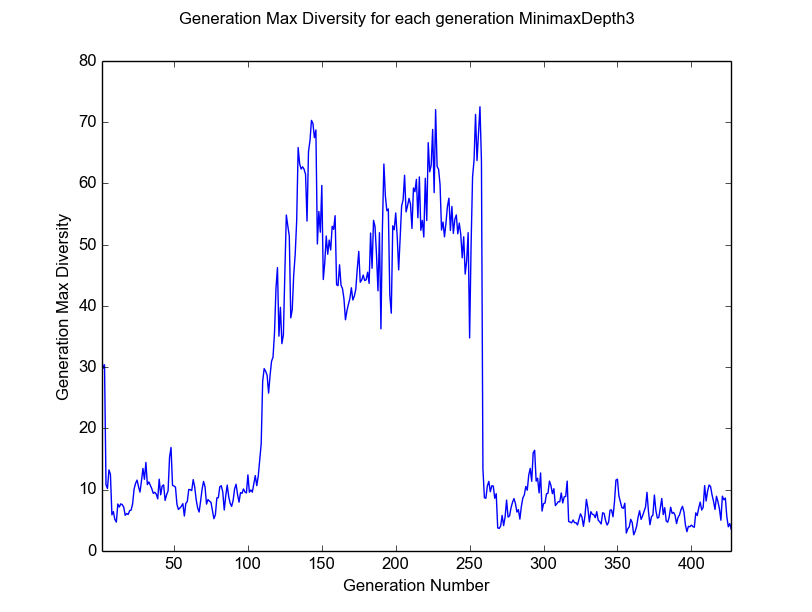 Generation Max Diversity for each generation MinimaxDepth3
80
70
60
50
40
30
20
10
0
Generation Max Diversity
50 100 150 200 250 300 350 400
Generation Number